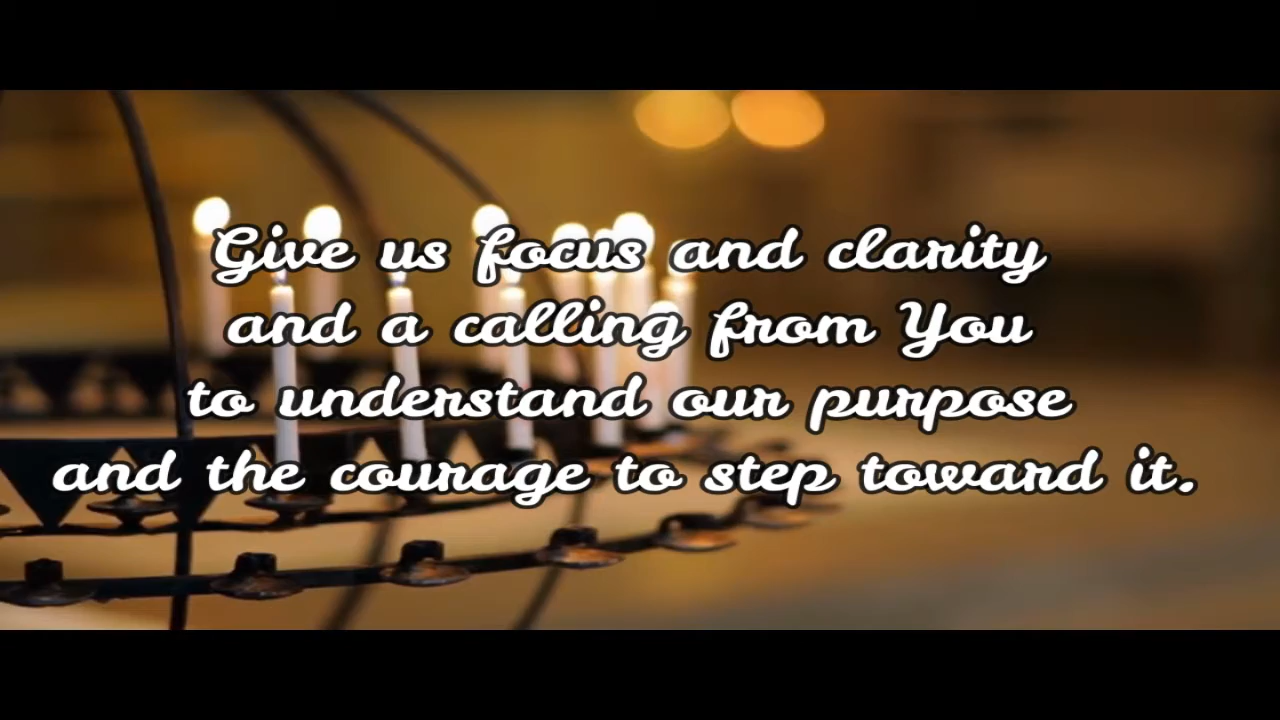 Give us focus and clarity
and a calling from You
to understand our purpose
and the courage to step toward it.